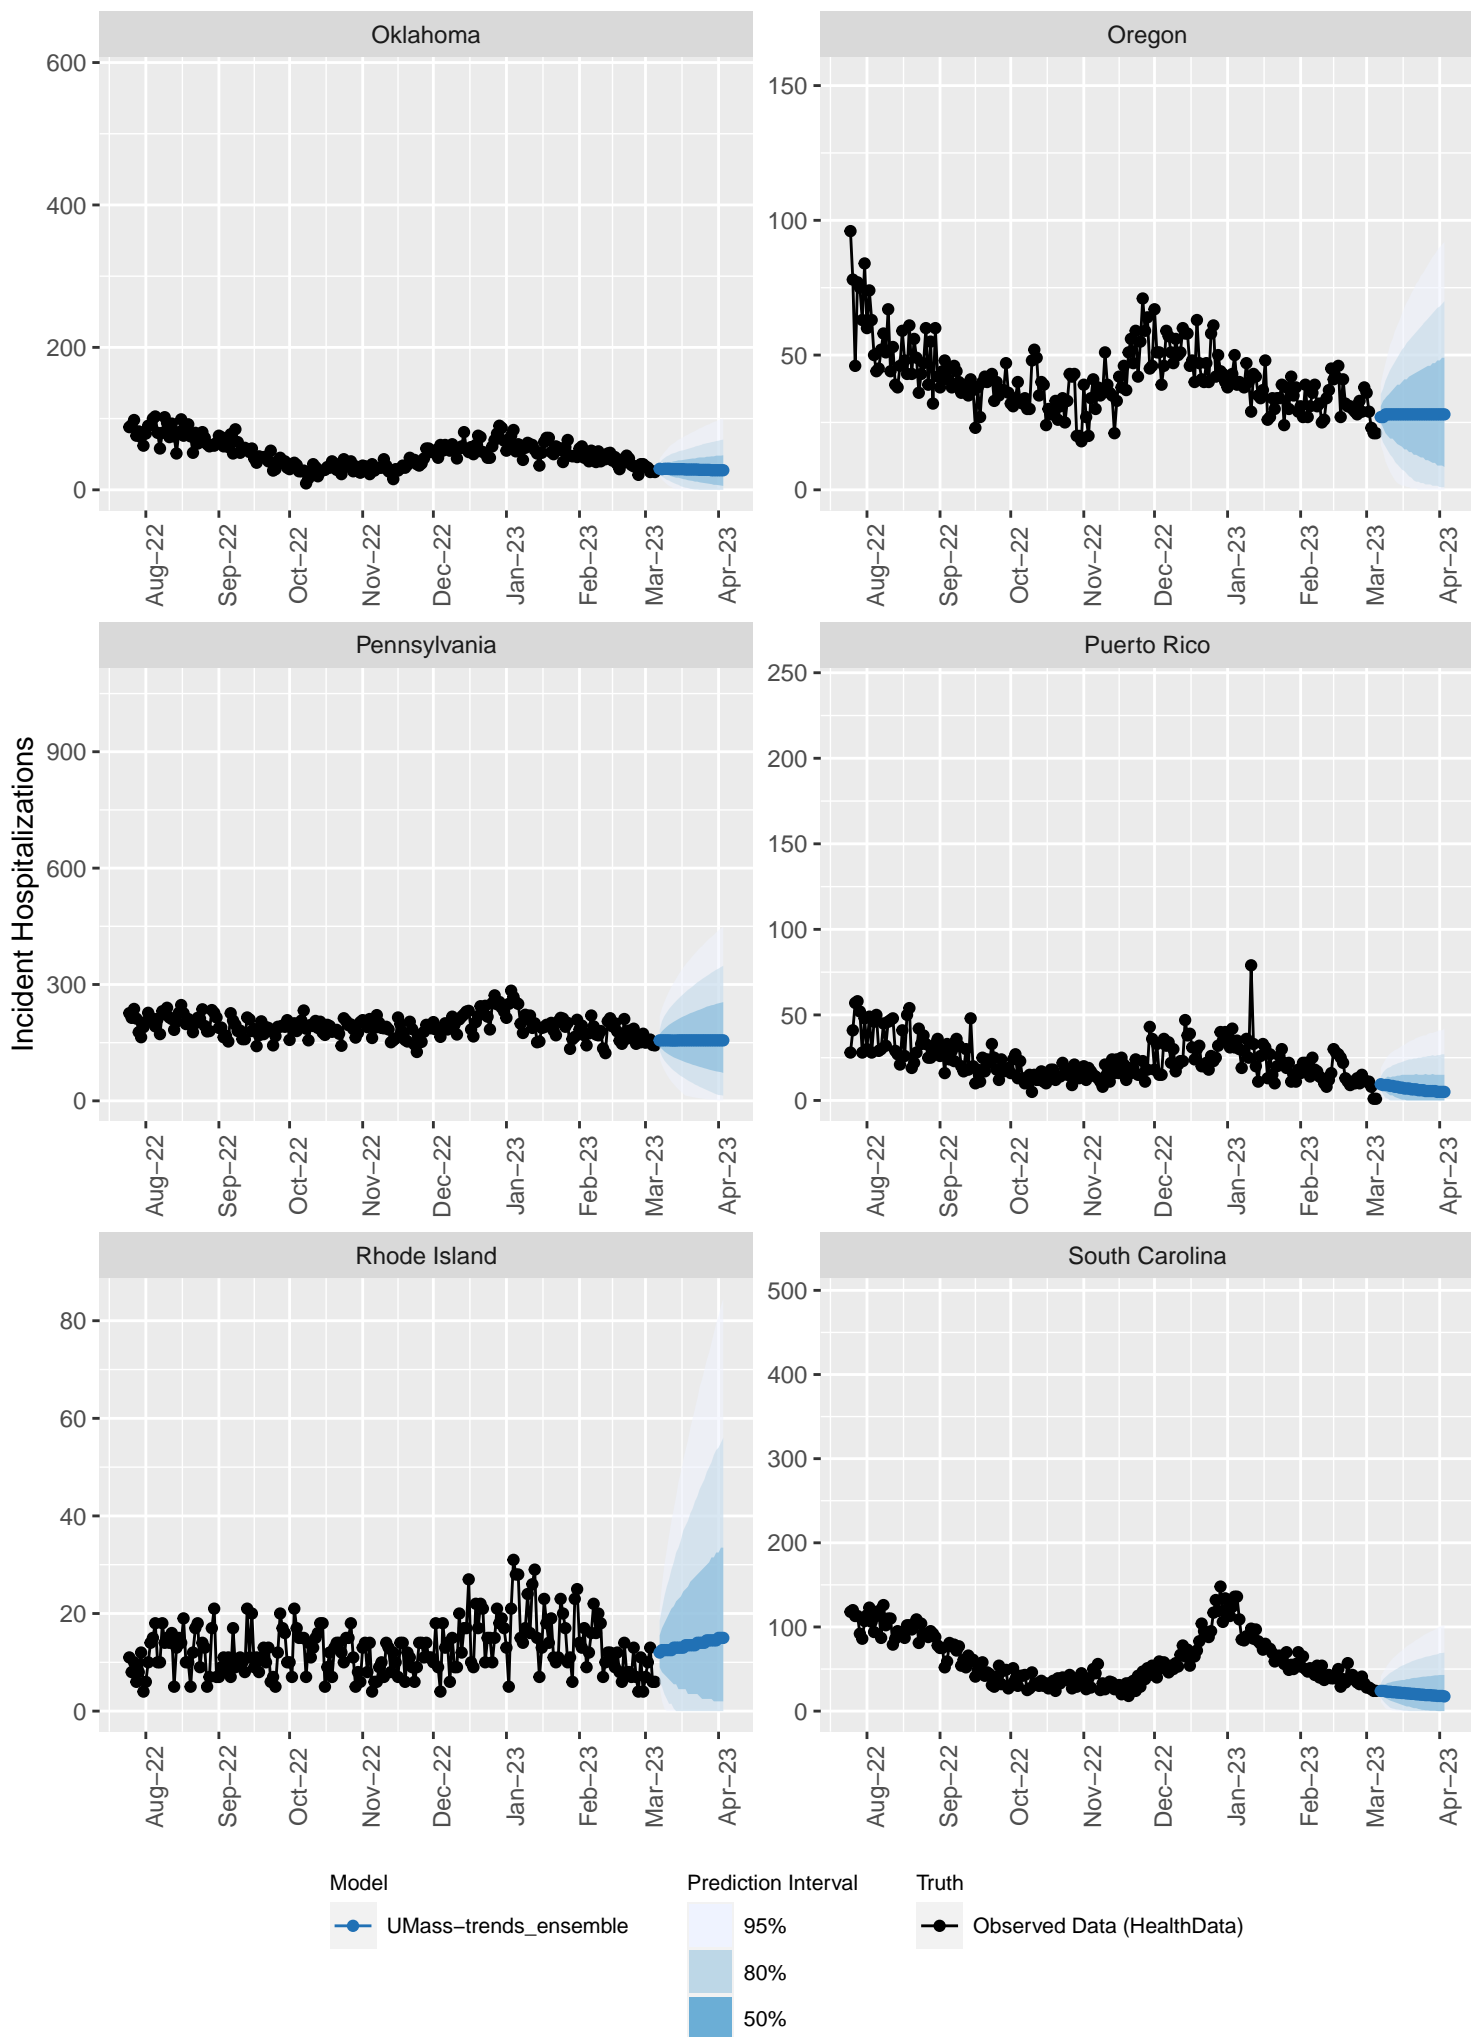 Oklahoma
Oregon
600
400
200
0
150
100
50
0
Aug−22
Sep−22
Oct−22
Nov−22
Dec−22
Jan−23
Feb−23
Mar−23
Apr−23
Aug−22
Sep−22
Oct−22
Nov−22
Dec−22
Jan−23
Feb−23
Mar−23
Apr−23
Incident Hospitalizations
Pennsylvania
Puerto Rico
900
600
300
0
250
200
150
100
50
0
Aug−22
Sep−22
Oct−22
Nov−22
Dec−22
Jan−23
Feb−23
Mar−23
Apr−23
Aug−22
Sep−22
Oct−22
Nov−22
Dec−22
Jan−23
Feb−23
Mar−23
Apr−23
Rhode Island
South Carolina
80
60
40
20
0
500
400
300
200
100
0
Aug−22
Sep−22
Oct−22
Nov−22
Dec−22
Jan−23
Feb−23
Mar−23
Apr−23
Aug−22
Sep−22
Oct−22
Nov−22
Dec−22
Jan−23
Feb−23
Mar−23
Apr−23
Model
UMass−trends_ensemble
Prediction Interval
95%
80%
50%
Truth
Observed Data (HealthData)